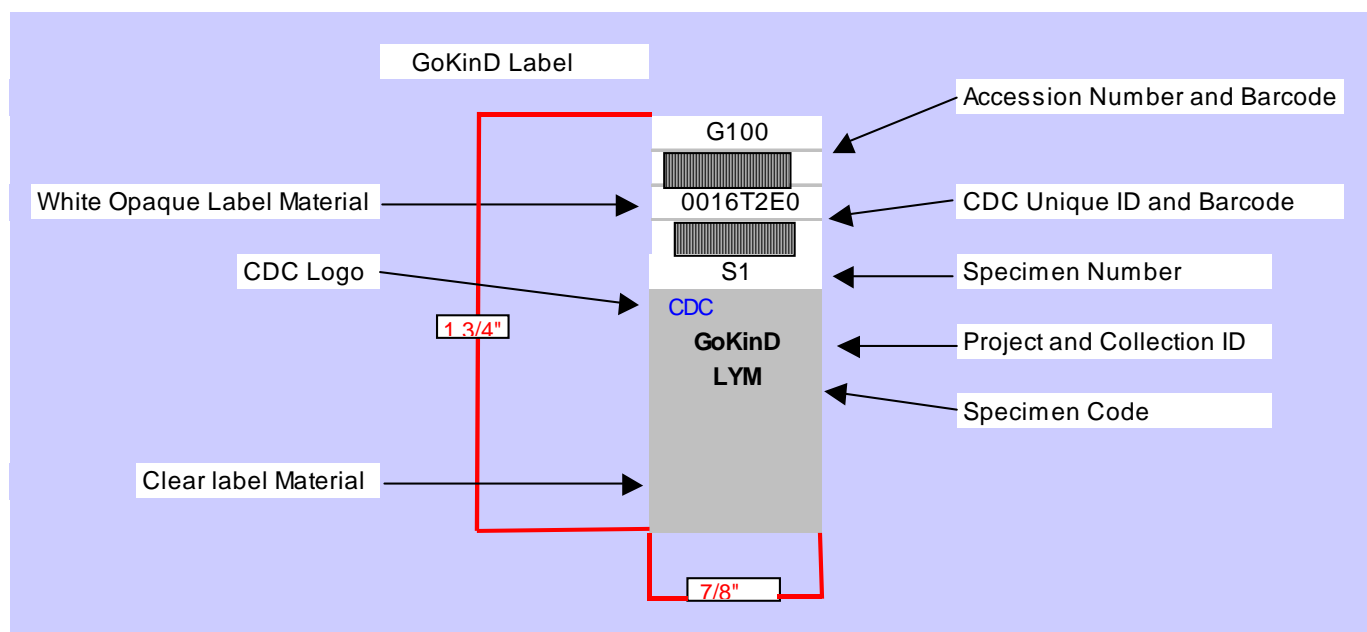 GoKinD Label
Accession Number and Barcode
G100
White Opaque Label Material
0016T2E0
CDC Unique ID and Barcode
CDC Logo
S1
Specimen Number
CDC
1 3/4"
GoKinD
Project and Collection ID
LYM
Specimen Code
Clear label Material
7/8"